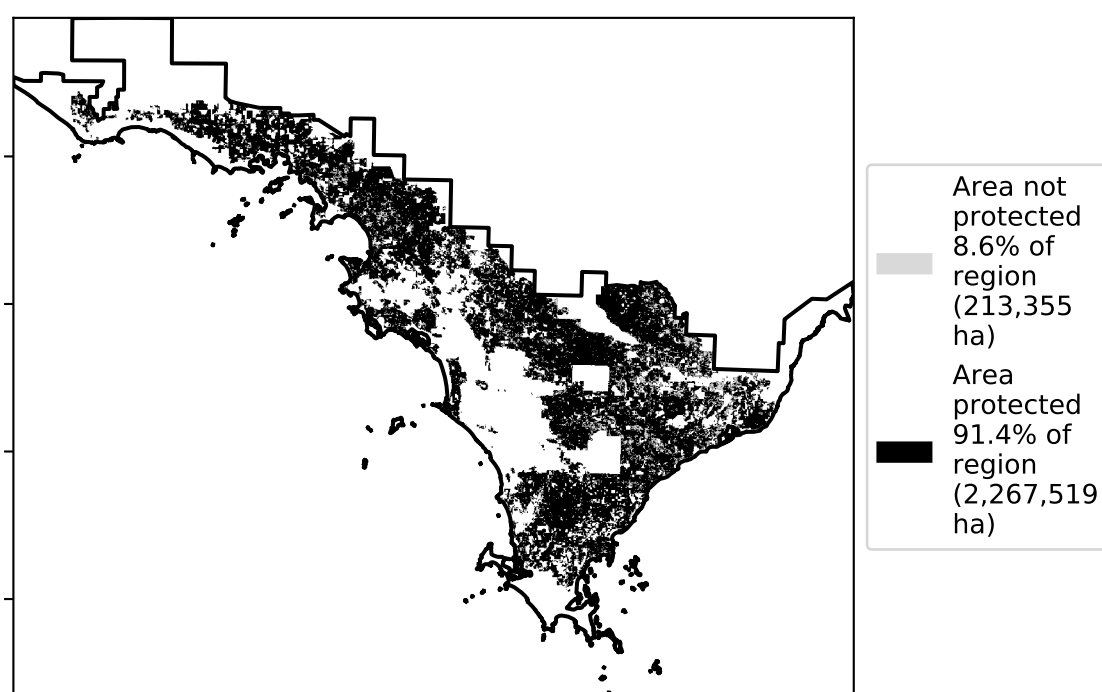 Area not
protected
8.6% of
region
(213,355
ha)
Area
protected
91.4% of
region
(2,267,519
ha)